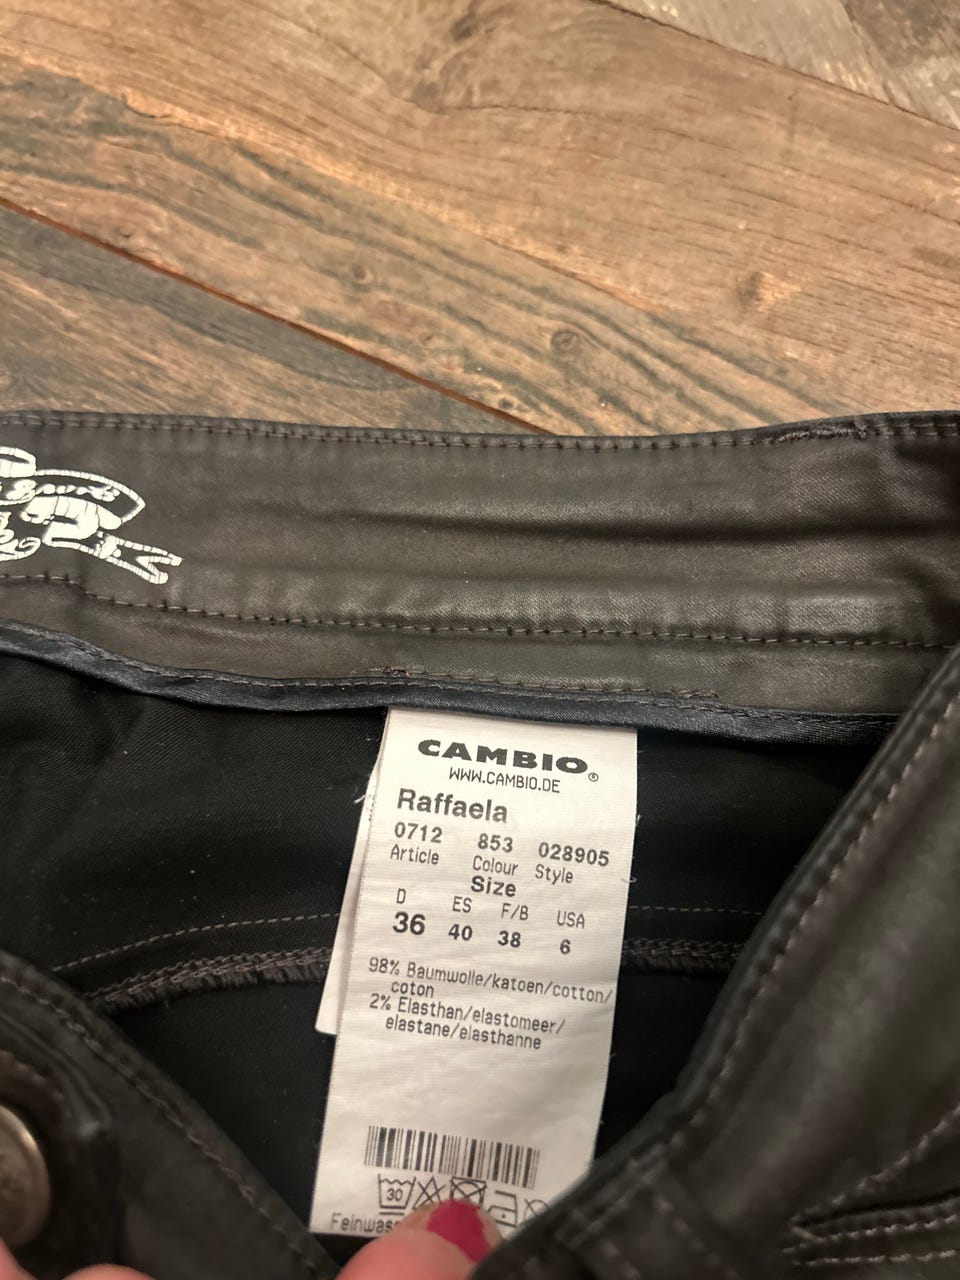 CAMBIO®
WWW.CAMBIO.DE
Raffaela
0712 853 028905
Article Colour Style
Size
D ES F/B USA
36 40 38 6
98% Baumwolle/katoen/cotton/
coton
2% Elasthan/elastomeer/
elastane/elasthanne
30